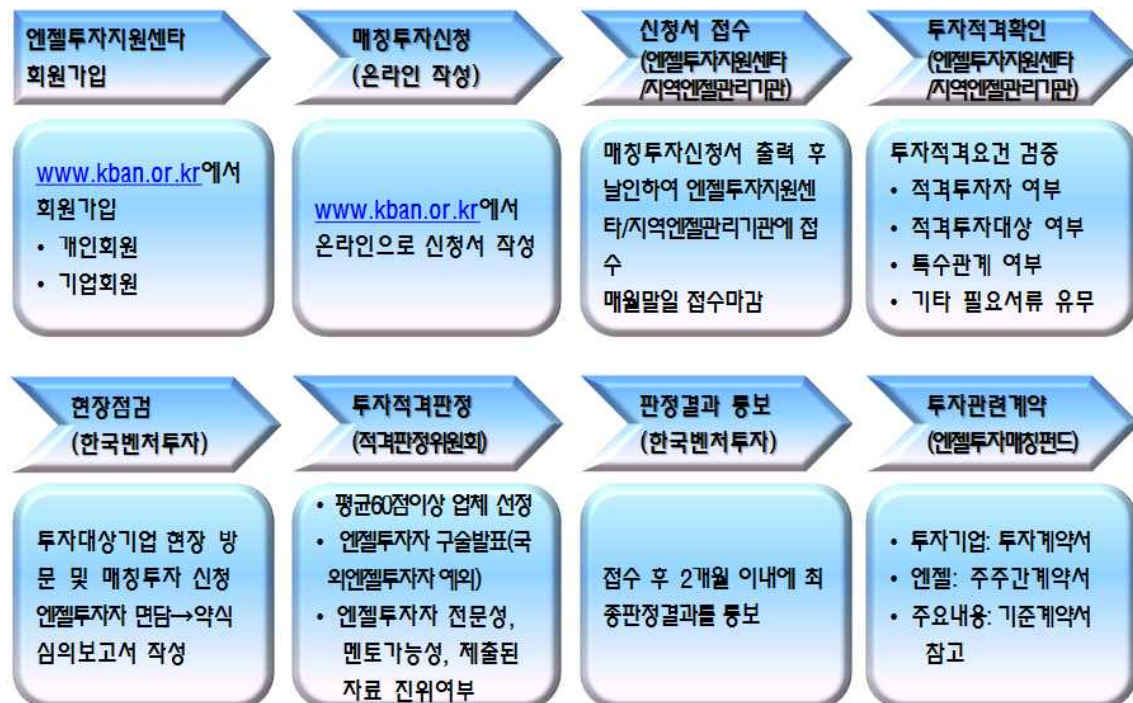 엔젤투자지원센타
회원가입
매칭투자신청
(온라인 작성)
신청서 접수
(엔젤투자지원센타
/지역엔젤관리기관)
투자적격확인
(엔젤투자지원센타
/지역엔젤관리기관)
www.kban.or.kr에서
회원가입
• 개인회원
• 기업회원
www.kban.or.kr에서
온라인으로 신청서 작성
매칭투자신청서 출력 후
날인하여 엔젤투자지원센
타/지역엔젤관리기관에 접
수
매월말일 접수마감
투자적격요건 검증
• 적격투자자 여부
• 적격투자대상 여부
• 특수관계 여부
• 기타 필요서류 유무
현장점검
(한국벤처투자)
투자적격판정
(적격판정위원회)
판정결과 통보
(한국벤처투자)
투자관련계약
(엔젤투자매칭펀드)
투자대상기업 현장 방
문 및 매칭투자 신청
엔젤투자자 면담→약식
심의보고서 작성
• 평균60점이상 업체 선정
• 엔젤투자자 구술발표(국
외엔젤투자자 예외)
• 엔젤투자자 전문성,
멘토가능성, 제출된
자료 진위여부
접수 후 2개월 이내에 최
종판정결과를 통보
• 투자기업: 투자계약서
• 엔젤: 주주간계약서
• 주요내용: 기준계약서
참고